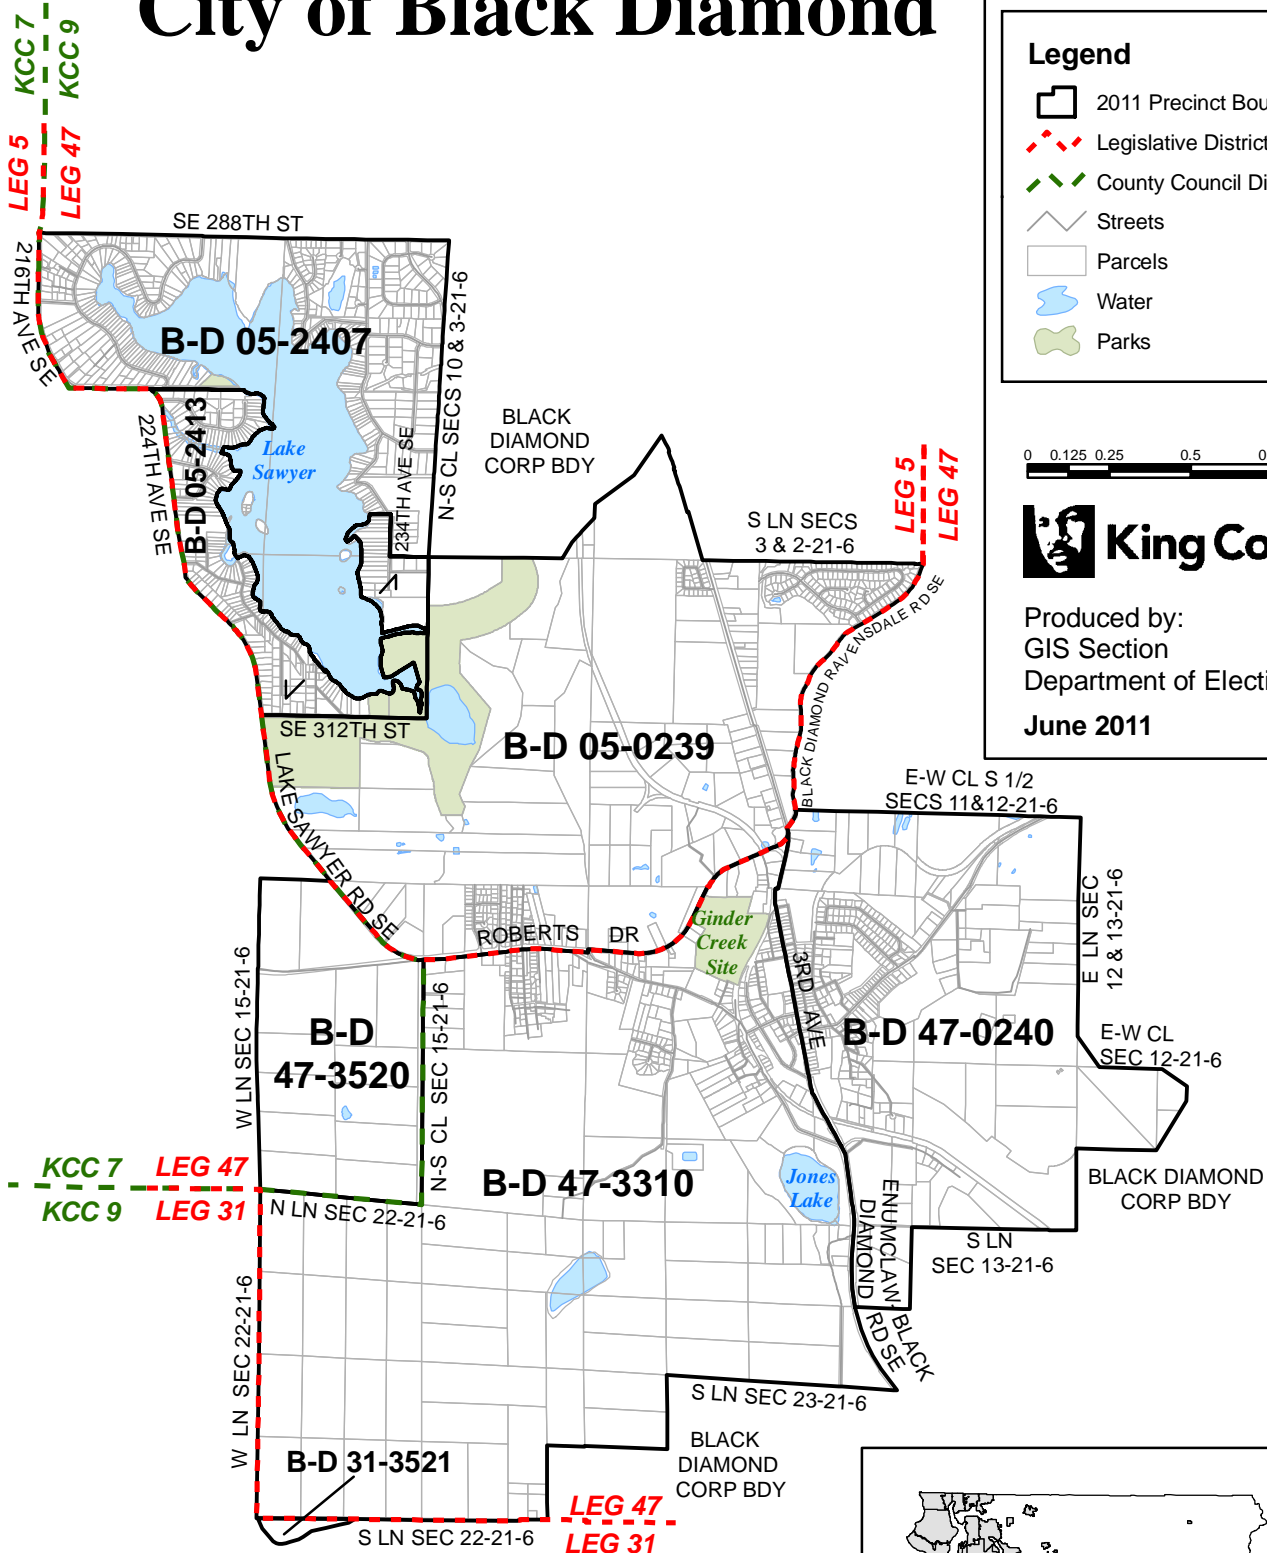 City of Black Diamond
KCC 7
KCC 9
LEG 5
LEG 47
Legend
2011 Precinct Bou
Legislative District
County Council Di
Streets
Parcels
Water
Parks
0 0.125 0.25 0.5 0
King Co
Produced by:
GIS Section
Department of Electi
June 2011
SE 288TH ST
216TH AVE SE
B-D 05-2407
N-S CL SECS 10 & 3-21-6
B-D 05-2413
224TH AVE SE
Lake
Sawyer
234TH AVE SE
BLACK
DIAMOND
CORP BDY
S LN SECS
3 & 2-21-6
LEG 5
LEG 47
BLACK DIAMOND RAVENSDALE RD SE
SE 312TH ST
B-D 05-0239
LAKE SAWYER RD SE
E-W CL S 1/2
SECS 11&12-21-6
E LN SEC
12 & 13-21-6
ROBERTS DR
Ginder
Creek
Site
3RD AVE
W LN SEC 15-21-6
B-D
47-3520
N-S CL SEC 15-21-6
B-D 47-0240
E-W CL
SEC 12-21-6
KCC 7 LEG 47
KCC 9 LEG 31
N LN SEC 22-21-6
B-D 47-3310
Jones
Lake
BLACK DIAMOND
CORP BDY
ENUMCLAW-BLACK
DIAMOND RD SE
S LN
SEC 13-21-6
W LN SEC 22-21-6
S LN SEC 23-21-6
BLACK
DIAMOND
CORP BDY
B-D 31-3521
S LN SEC 22-21-6
LEG 47
LEG 31